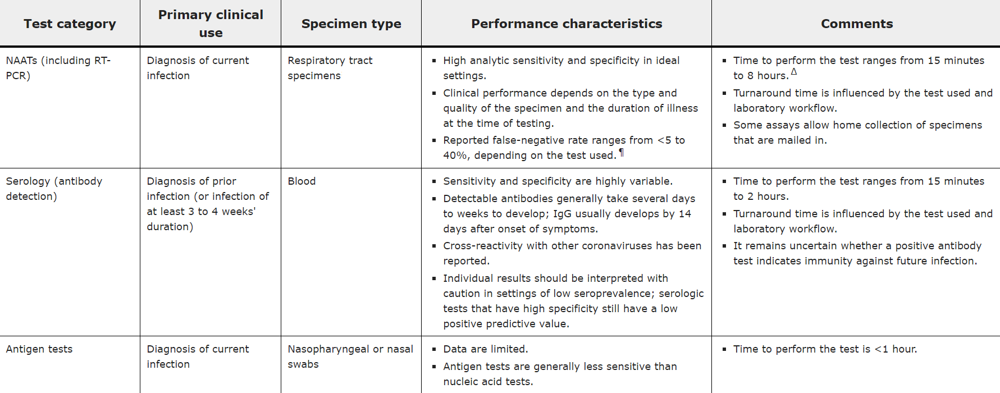 Test category
Primary clinical
use
Specimen type
Performance characteristics
Comments
NAATs (including RT-
PCR)
Diagnosis of current
infection
Respiratory tract
specimens
▪ High analytic sensitivity and specificity in ideal
settings.
▪ Clinical performance depends on the type and
quality of the specimen and the duration of illness
at the time of testing.
▪ Reported false-negative rate ranges from <5 to
40%, depending on the test used.¶
▪ Time to perform the test ranges from 15 minutes
to 8 hours.Δ
▪ Turnaround time is influenced by the test used and
laboratory workflow.
▪ Some assays allow home collection of specimens
that are mailed in.
Serology (antibody
detection)
Diagnosis of prior
infection (or infection of
at least 3 to 4 weeks'
duration)
Blood
▪ Sensitivity and specificity are highly variable.
▪ Detectable antibodies generally take several days
to weeks to develop; IgG usually develops by 14
days after onset of symptoms.
▪ Cross-reactivity with other coronaviruses has been
reported.
▪ Individual results should be interpreted with
caution in settings of low seroprevalence; serologic
tests that have high specificity still have a low
positive predictive value.
▪ Time to perform the test ranges from 15 minutes
to 2 hours.
▪ Turnaround time is influenced by the test used and
laboratory workflow.
▪ It remains uncertain whether a positive antibody
test indicates immunity against future infection.
Antigen tests
Diagnosis of current
infection
Nasopharyngeal or nasal
swabs
▪ Data are limited.
▪ Antigen tests are generally less sensitive than
nucleic acid tests.
▪ Time to perform the test is <1 hour.